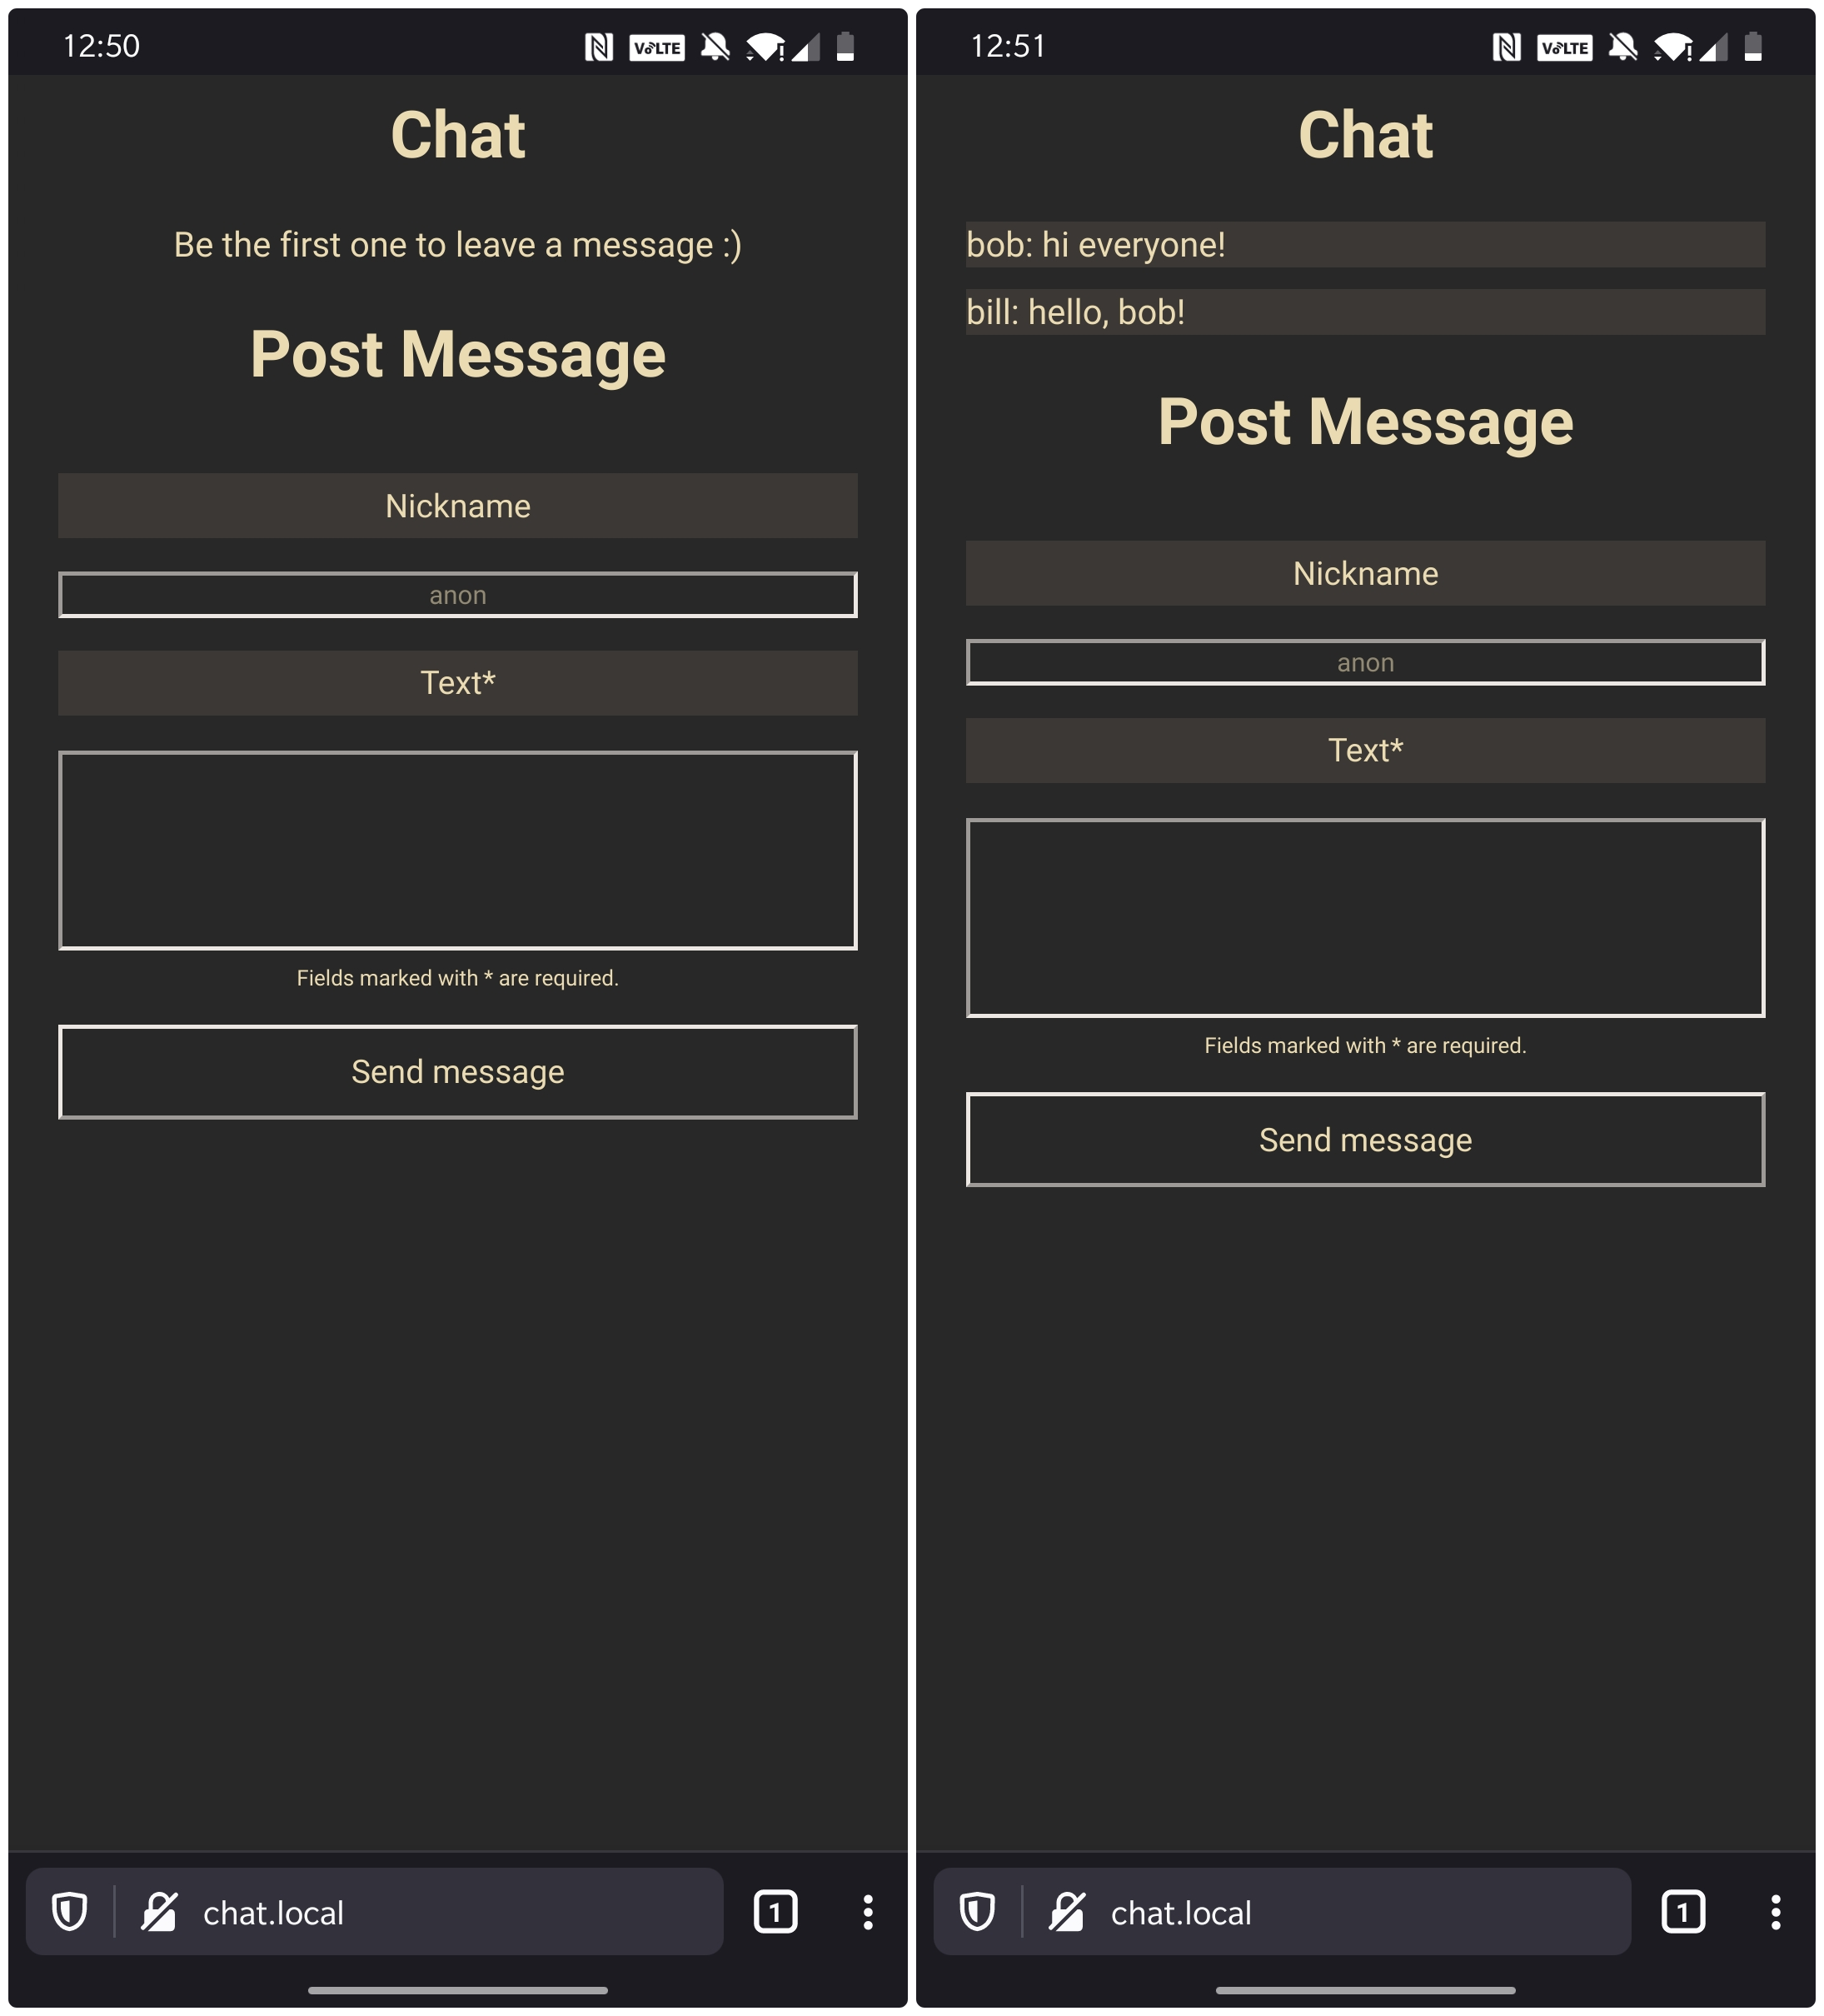 12:50
VoLTE
Chat
Be the first one to leave a message :)
Post Message
Nickname
anon
Text*
Fields marked with * are required.
Send message
chat.local
1
12:51
VoLTE
Chat
bob: hi everyone!
bill: hello, bob!
Post Message
Nickname
anon
Text*
Fields marked with * are required.
Send message
chat.local
1